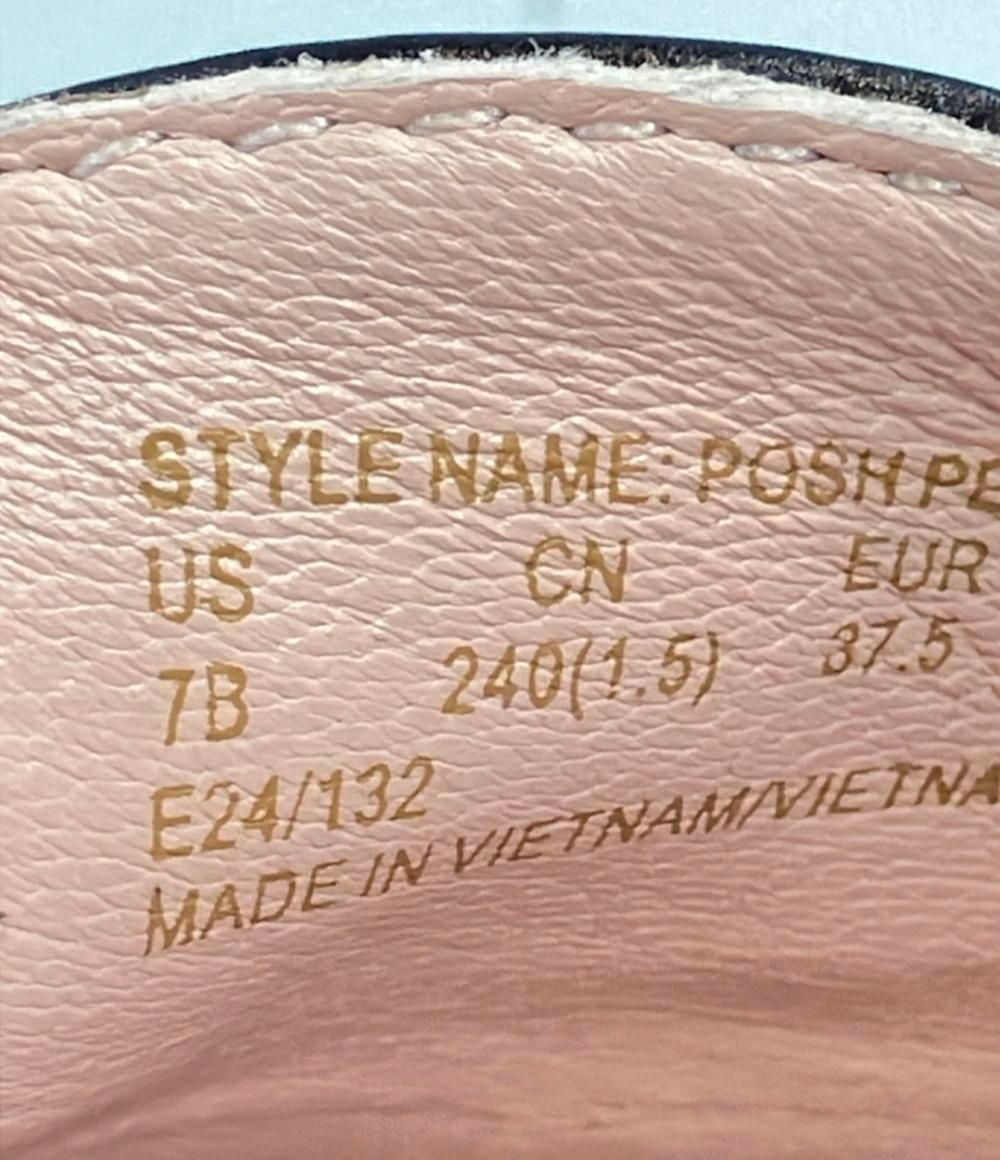 STYLE NAME: POSH PE
US CN EUR
7B 240(1.5) 37.5
E24/132
MADE IN VIETNAM/VIETNA